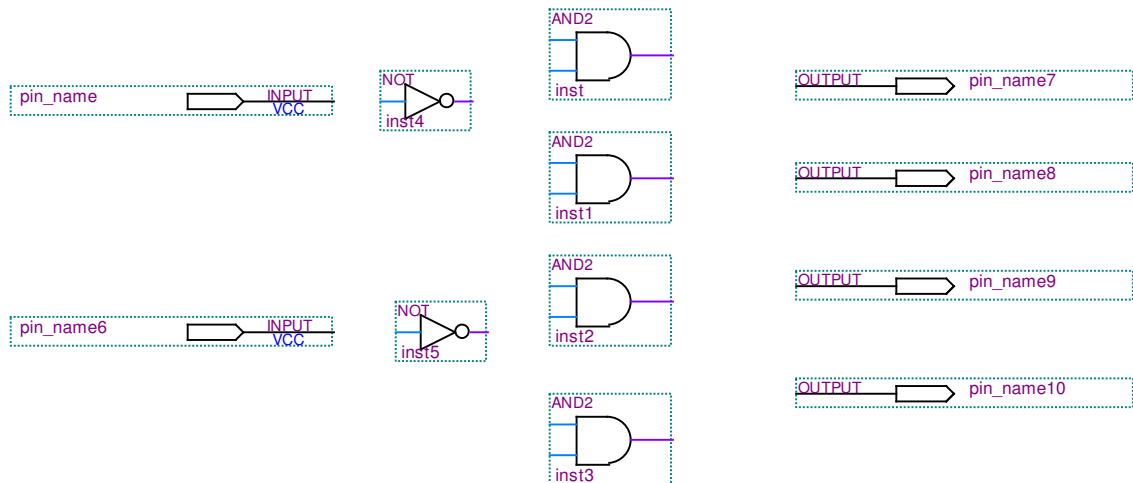 AND2
inst
pin_name
INPUT
VCC
NOT
inst4
OUTPUT
pin_name7
AND2
inst1
OUTPUT
pin_name8
AND2
inst2
OUTPUT
pin_name9
pin_name6
INPUT
VCC
NOT
inst5
OUTPUT
pin_name10
AND2
inst3